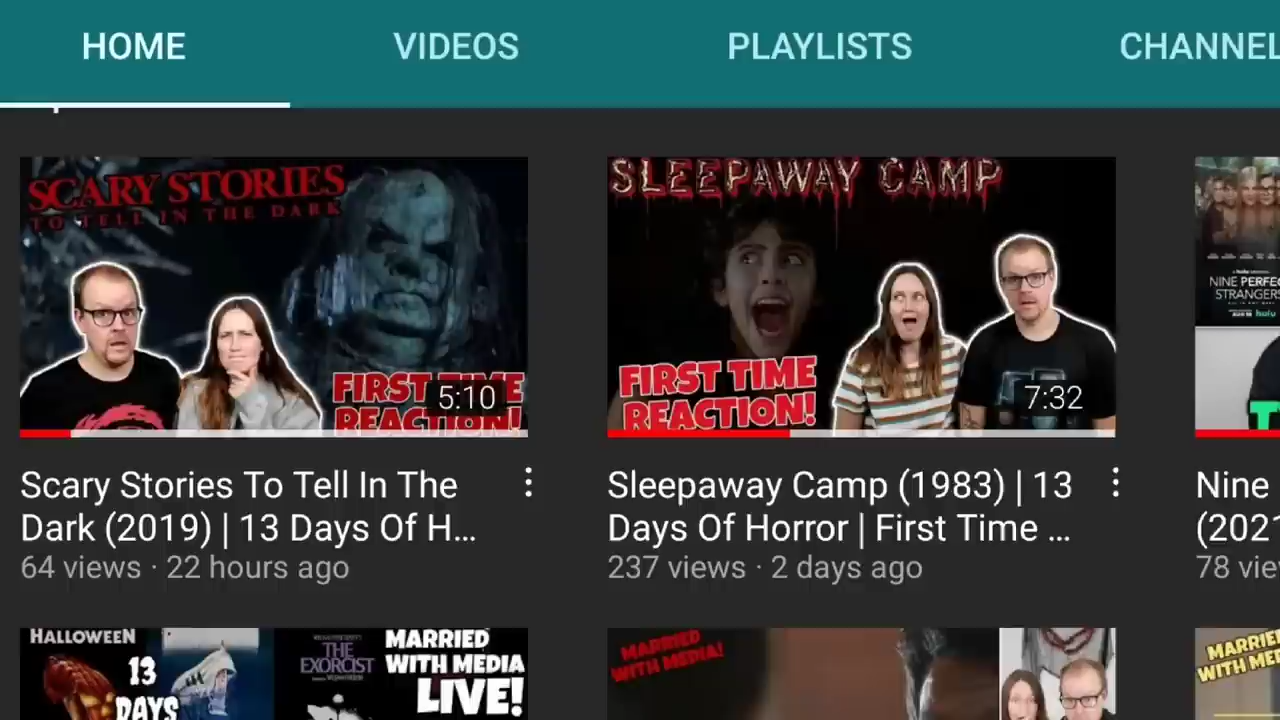 HOME VIDEOS PLAYLISTS CHANNEL
SCARY STORIES
TO TELL IN THE DARK
FIRST TIME
REACTION!
5:10
SLEEPAWAY CAMP
FIRST TIME
REACTION!
7:32
NINE PERFE
STRANGERS
hulu
Scary Stories To Tell In The
Dark (2019) | 13 Days Of H...
64 views · 22 hours ago
Sleepaway Camp (1983) | 13
Days Of Horror | First Time ...
237 views · 2 days ago
Nine
(202
78 vie
HALLOWEEN
13
DAYS
THE
EXORCIST
MARRIED
WITH MEDIA
LIVE!
MARRIED
WITH MEDIA!
MARRIE
WITH ME